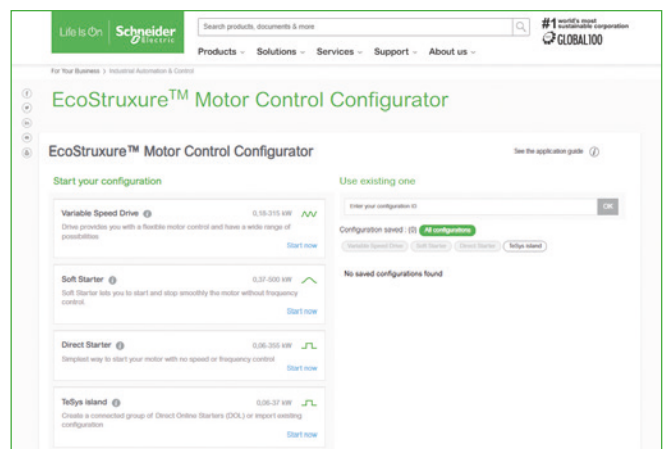 Life Is On
Schneider
Electric
Search products, documents & more
#1 world's most
sustainable corporation
GLOBAL100
Products
Solutions
Services
Support
About us
For Your Business > Industrial Automation & Control
EcoStruxure™ Motor Control Configurator
EcoStruxure™ Motor Control Configurator
See the application guide
Start your configuration
Variable Speed Drive
0,18-315 kW
Drive provides you with a flexible motor control and have a wide range of
possibilities
Start now
Soft Starter
0,37-500 kW
Soft Starter lets you to start and stop smoothly the motor without frequency
control.
Start now
Direct Starter
0,06-355 kW
Simplest way to start your motor with no speed or frequency control
Start now
TeSys island
0,06-37 kW
Create a connected group of Direct Online Starters (DOL) or import existing
configuration
Start now
Use existing one
Enter your configuration ID
OK
Configuration saved : (0)
All configurations
Variable Speed Drive
Soft Starter
Direct Starter
TeSys island
No saved configurations found